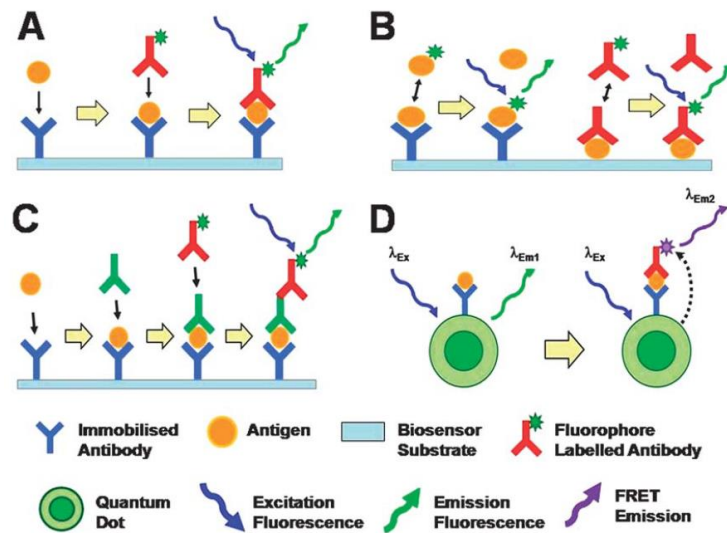 A
B
C
D
λEx
λEm1
λEx
λEm2
Immobilised
Antibody
Antigen
Biosensor
Substrate
Fluorophore
Labelled Antibody
Quantum
Dot
Excitation
Fluorescence
Emission
Fluorescence
FRET
Emission